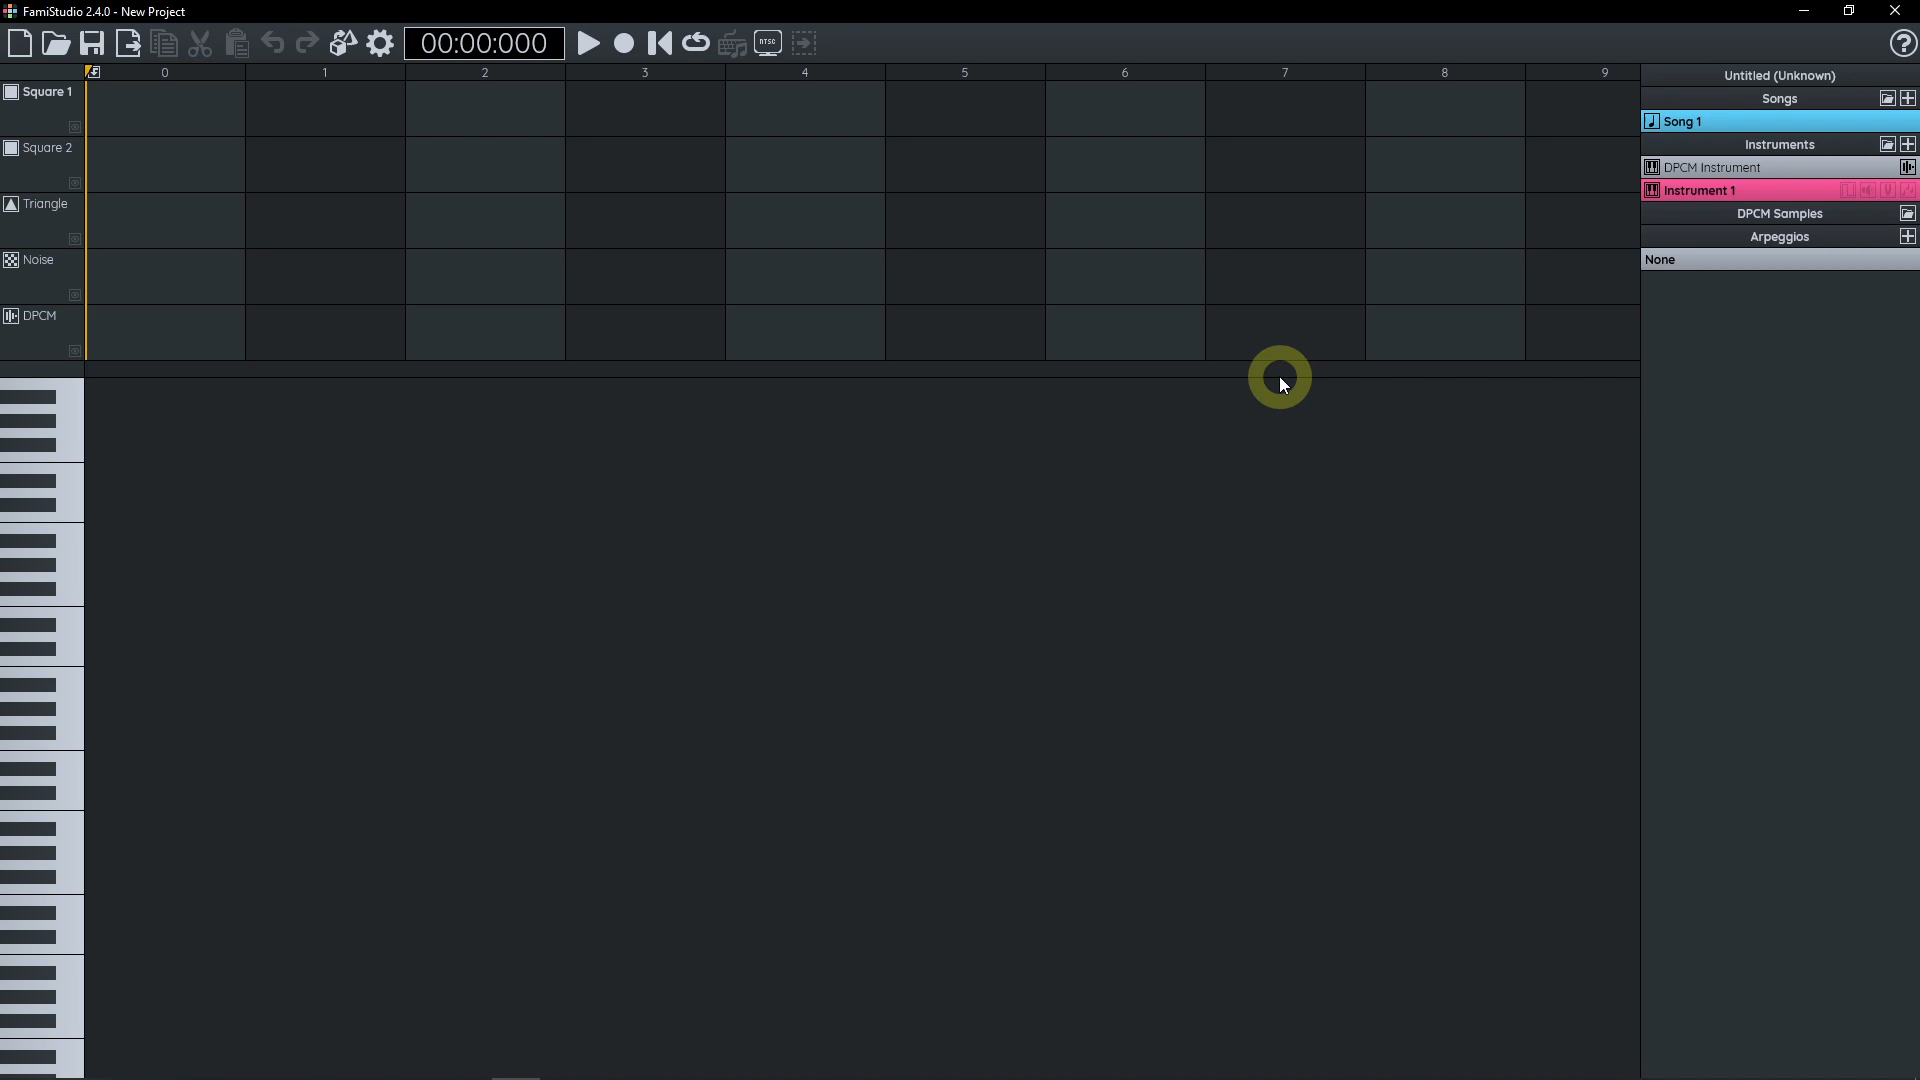 FamiStudio 2.4.0 - New Project
00:00:000
NTSC
0 1 2 3 4 5 6 7 8 9
Square 1
Square 2
Triangle
Noise
DPCM
Untitled (Unknown)
Songs
Song 1
Instruments
DPCM Instrument
Instrument 1
DPCM Samples
Arpeggios
None